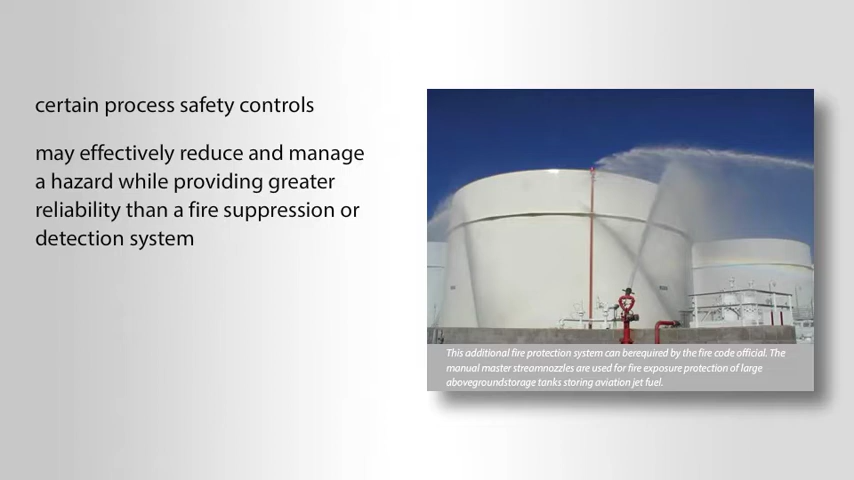 certain process safety controls
may effectively reduce and manage
a hazard while providing greater
reliability than a fire suppression or
detection system
This additional fire protection system can berequired by the fire code official. The
manual master streamnozzles are used for fire exposure protection of large
abovegroundstorage tanks storing aviation jet fuel.